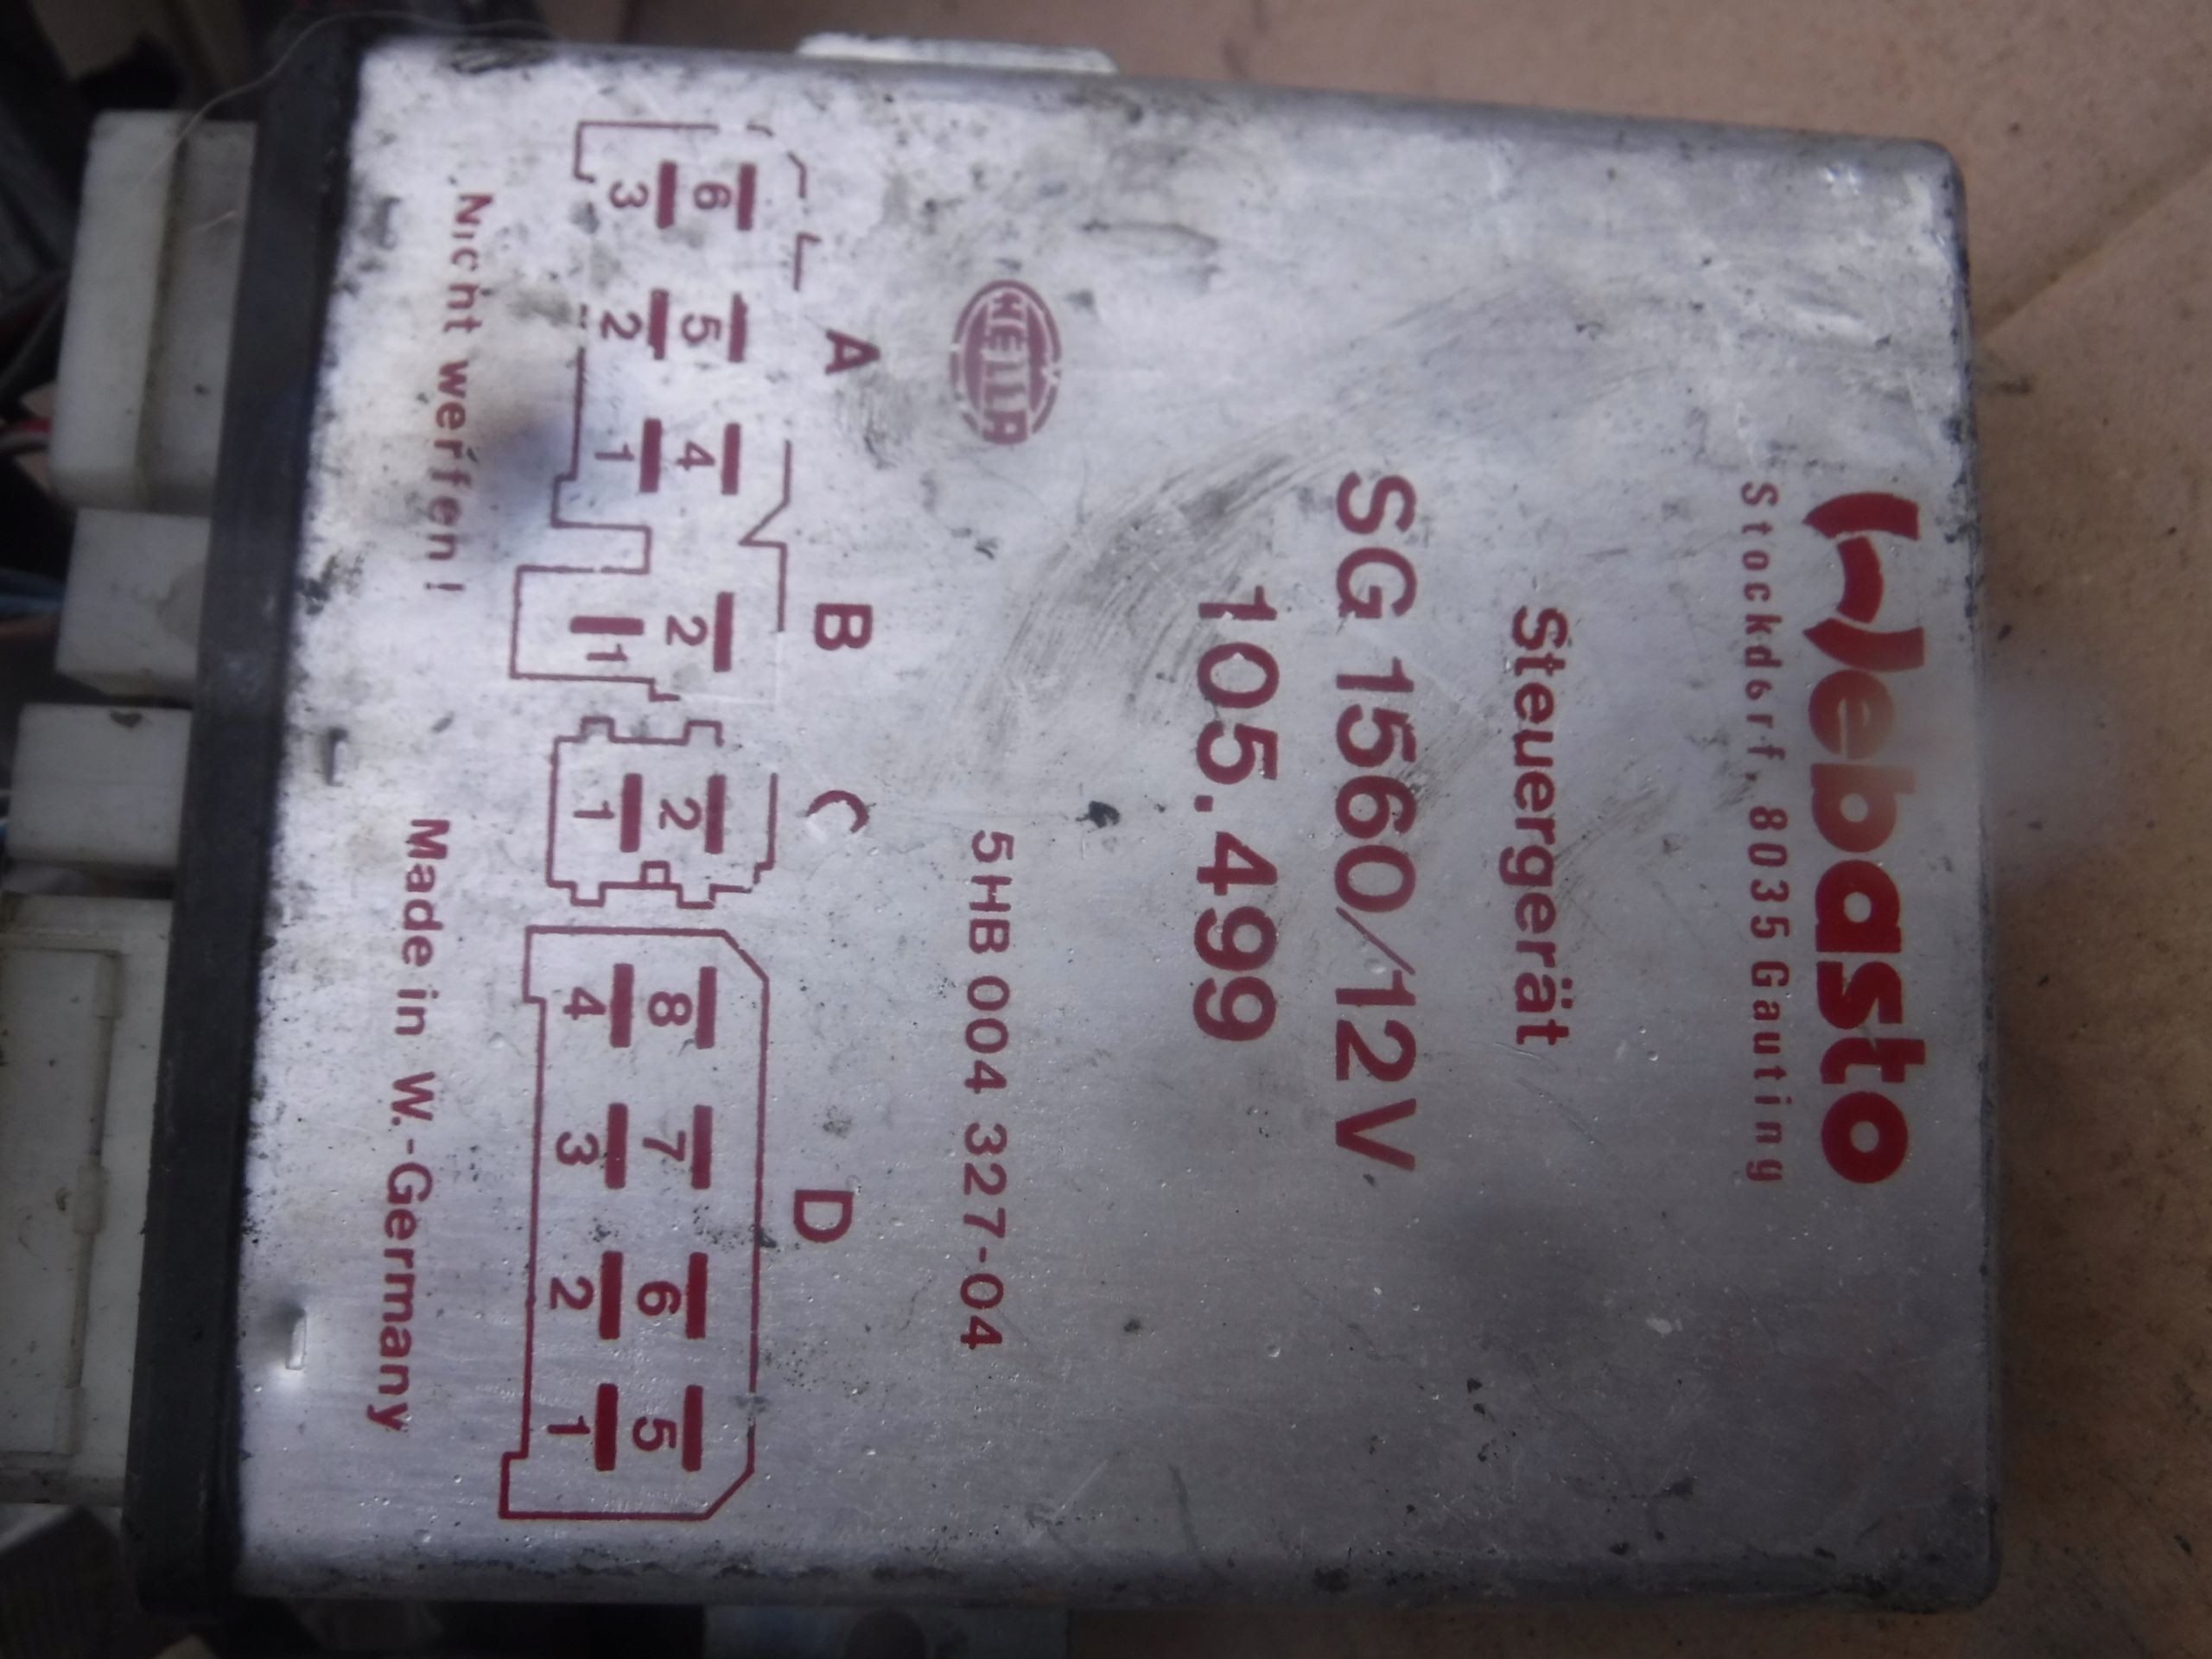 Webasto
Stockdorf, 8035 Gauting
Steuergerät
SG 1560/12V
105.499
HELLA
5HB 004 327-04
A B C D
6 5 4 2 2 8 7 6 5
3 2 1 1 1 4 3 2 1
Nicht werfen!
Made in W.-Germany